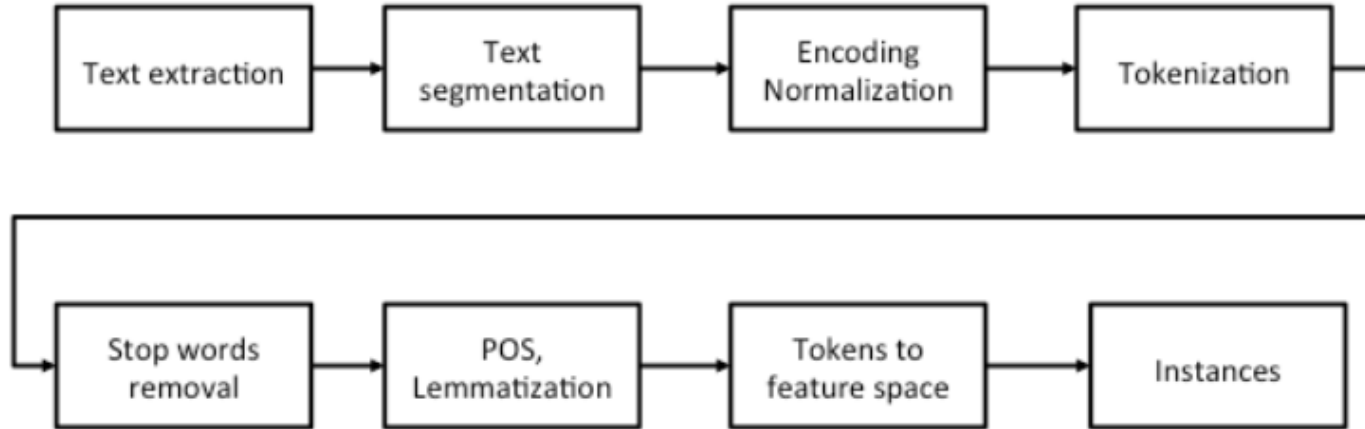 Text extraction
Text
segmentation
Encoding
Normalization
Tokenization
Stop words
removal
POS,
Lemmatization
Tokens to
feature space
Instances